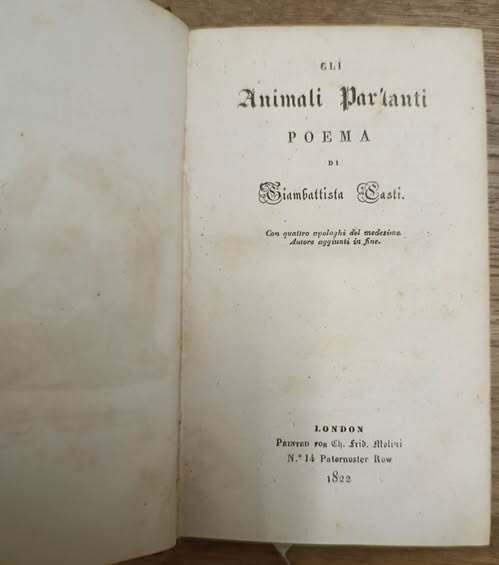 GLI
Animali Parlanti
POEMA
DI
Giambattista Casti.
Con quattro apologhi del medesimo
Autore aggiunti in fine.
LONDON
PRINTED FOR Ch. Frid. Molini
N.º 14 Paternoster Row
1822